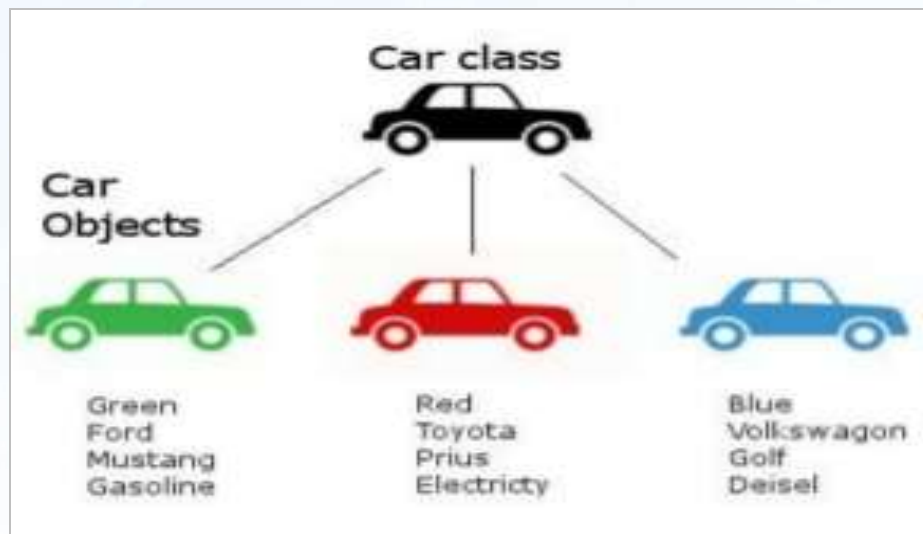 Car class
Car
Objects
Green
Ford
Mustang
Gasoline
Red
Toyota
Prius
Electricty
Blue
Volkswagon
Golf
Deisel